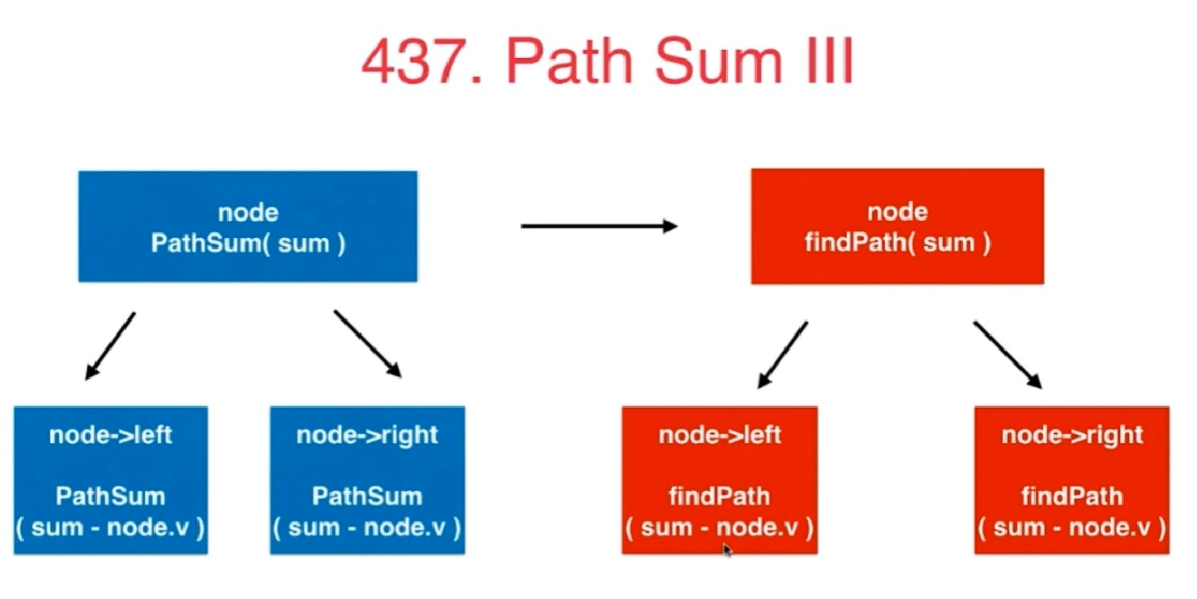 437. Path Sum III
node
PathSum( sum )
node
findPath( sum )
node->left
PathSum
( sum - node.v )
node->right
PathSum
( sum - node.v )
node->left
findPath
( sum - node.v )
node->right
findPath
( sum - node.v )